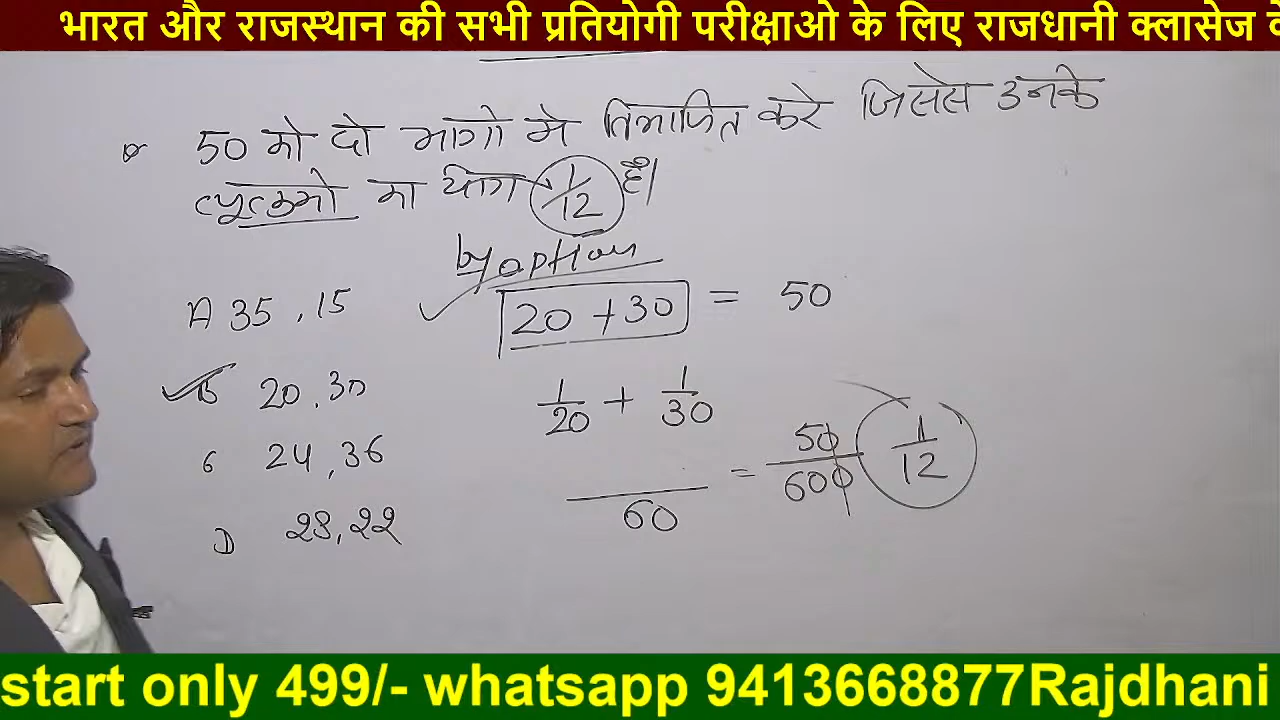 भारत और राजस्थान की सभी प्रतियोगी परीक्षाओ के लिए राजधानी क्लासेज के
50 को दो भागो मे विभाजित करे जिससे उनके
व्यूत्क्रमो का योग 1/12 है।
by option
A 35, 15
20 + 30 = 50
B 20, 30
1/20 + 1/30
= 50/600 1/12
C 24, 36
60
D 28, 22
start only 499/- whatsapp 9413668877Rajdhani